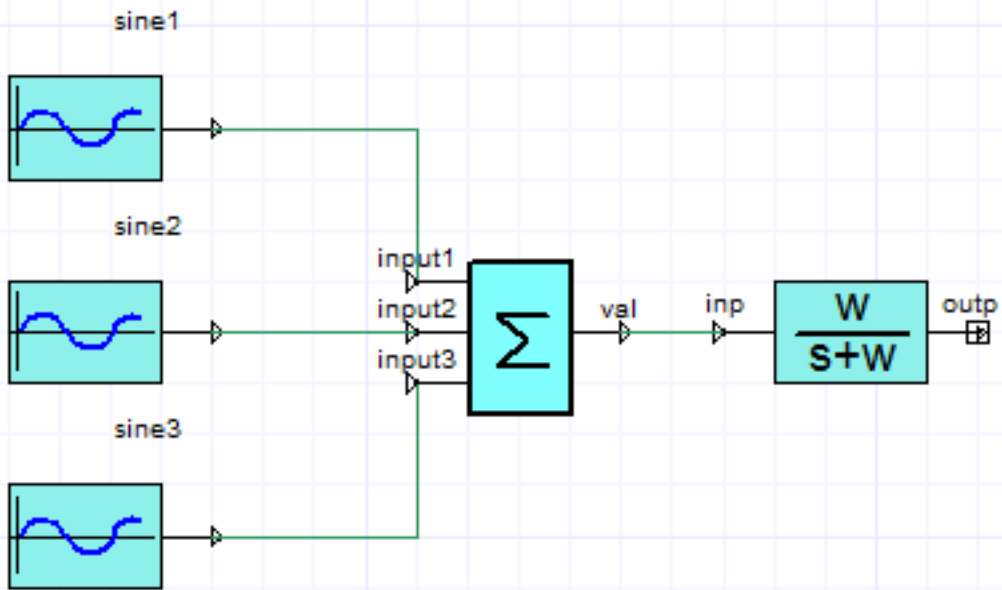 sine1
sine2
input1
input2
input3
Σ
val
inp
W
s+W
outp
sine3